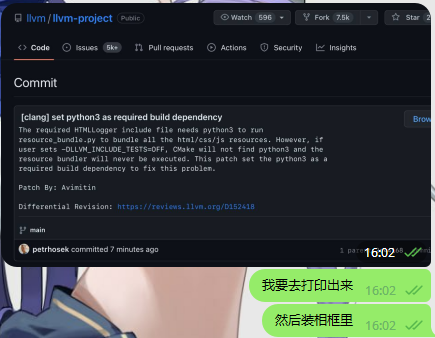 llvm / llvm-project Public
Watch 596
Fork 7.5k
Star
Code
Issues 5k+
Pull requests
Actions
Security
Insights
Commit
[clang] set python3 as required build dependency
Brow
The required HTMLLogger include file needs python3 to run
resource_bundle.py to bundle all the html/css/js resources. However, if
user sets -DLLVM_INCLUDE_TESTS=OFF, CMake will not find python3 and the
resource bundler will never be executed. This patch set the python3 as a
required build dependency to fix this problem.
Patch By: Avimitin
Differential Revision: https://reviews.llvm.org/D152418
main
petrhosek committed 7 minutes ago
1 pare
16:02
我要去打印出来 16:02
然后装相框里 16:02